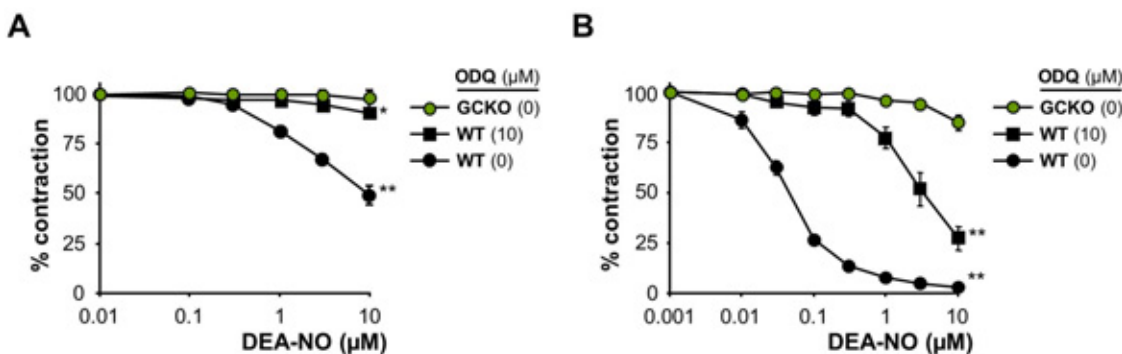 A
% contraction
100
75
50
25
0
0.01
0.1
1
10
DEA-NO (µM)
ODQ (µM)
GCKO (0)
WT (10)
WT (0)
*
**
B
% contraction
100
75
50
25
0
0.001
0.01
0.1
1
10
DEA-NO (µM)
ODQ (µM)
GCKO (0)
WT (10)
WT (0)
**
**